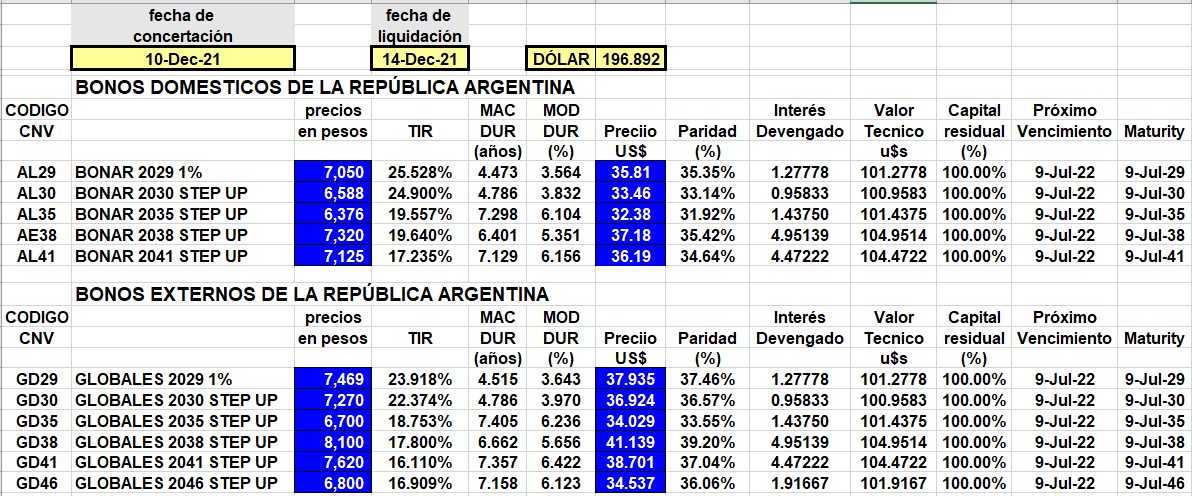 fecha de fecha de
concertación liquidación
10-Dec-21 14-Dec-21 DÓLAR 196.892
BONOS DOMESTICOS DE LA REPÚBLICA ARGENTINA
CODIGO precios MAC MOD Interés Valor Capital Próximo
CNV en pesos TIR DUR DUR Preciio Paridad Devengado Tecnico residual Vencimiento Maturity
(años) (%) US$ (%) u$s (%)
AL29 BONAR 2029 1% 7,050 25.528% 4.473 3.564 35.81 35.35% 1.27778 101.2778 100.00% 9-Jul-22 9-Jul-29
AL30 BONAR 2030 STEP UP 6,588 24.900% 4.786 3.832 33.46 33.14% 0.95833 100.9583 100.00% 9-Jul-22 9-Jul-30
AL35 BONAR 2035 STEP UP 6,376 19.557% 7.298 6.104 32.38 31.92% 1.43750 101.4375 100.00% 9-Jul-22 9-Jul-35
AE38 BONAR 2038 STEP UP 7,320 19.640% 6.401 5.351 37.18 35.42% 4.95139 104.9514 100.00% 9-Jul-22 9-Jul-38
AL41 BONAR 2041 STEP UP 7,125 17.235% 7.129 6.156 36.19 34.64% 4.47222 104.4722 100.00% 9-Jul-22 9-Jul-41
BONOS EXTERNOS DE LA REPÚBLICA ARGENTINA
CODIGO precios MAC MOD Interés Valor Capital Próximo
CNV en pesos TIR DUR DUR Preciio Paridad Devengado Tecnico residual Vencimiento Maturity
(años) (%) US$ (%) u$s (%)
GD29 GLOBALES 2029 1% 7,469 23.918% 4.515 3.643 37.935 37.46% 1.27778 101.2778 100.00% 9-Jul-22 9-Jul-29
GD30 GLOBALES 2030 STEP UP 7,270 22.374% 4.786 3.970 36.924 36.57% 0.95833 100.9583 100.00% 9-Jul-22 9-Jul-30
GD35 GLOBALES 2035 STEP UP 6,700 18.753% 7.405 6.236 34.029 33.55% 1.43750 101.4375 100.00% 9-Jul-22 9-Jul-35
GD38 GLOBALES 2038 STEP UP 8,100 17.800% 6.662 5.656 41.139 39.20% 4.95139 104.9514 100.00% 9-Jul-22 9-Jul-38
GD41 GLOBALES 2041 STEP UP 7,620 16.110% 7.357 6.422 38.701 37.04% 4.47222 104.4722 100.00% 9-Jul-22 9-Jul-41
GD46 GLOBALES 2046 STEP UP 6,800 16.909% 7.158 6.123 34.537 36.06% 1.91667 101.9167 100.00% 9-Jul-22 9-Jul-46